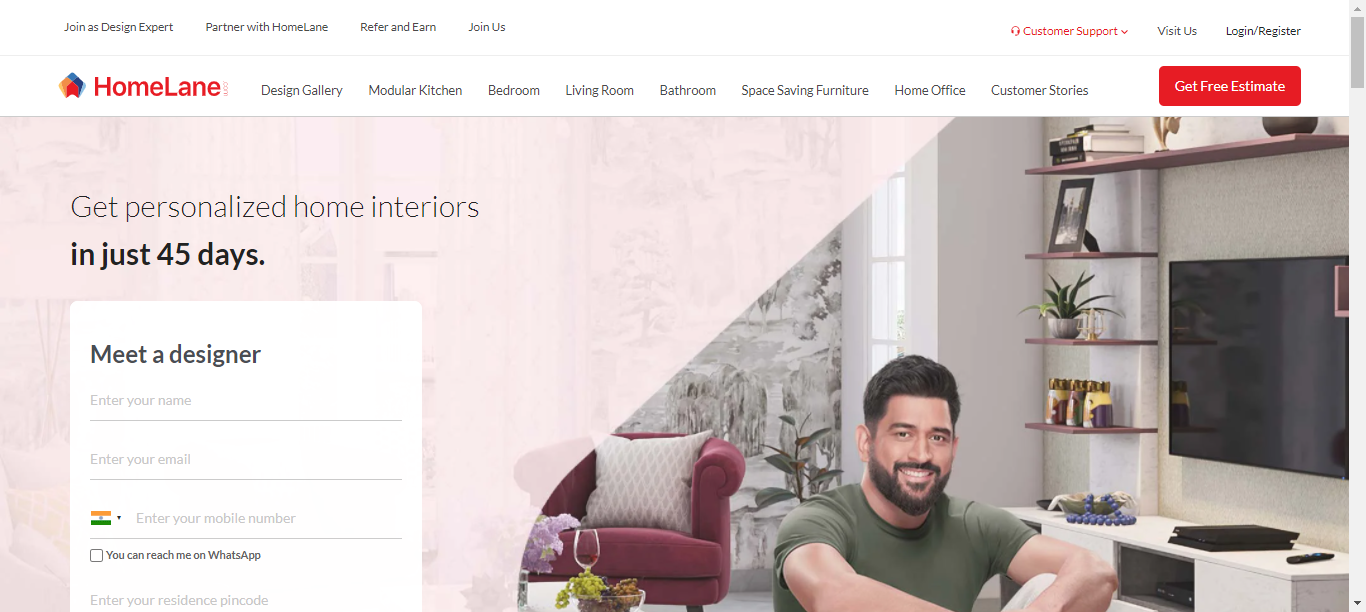 Join as Design Expert Partner with HomeLane Refer and Earn Join Us Customer Support Visit Us Login/Register
HomeLane Design Gallery Modular Kitchen Bedroom Living Room Bathroom Space Saving Furniture Home Office Customer Stories Get Free Estimate
Get personalized home interiors
in just 45 days.
Meet a designer
Enter your name
Enter your email
Enter your mobile number
You can reach me on WhatsApp
Enter your residence pincode